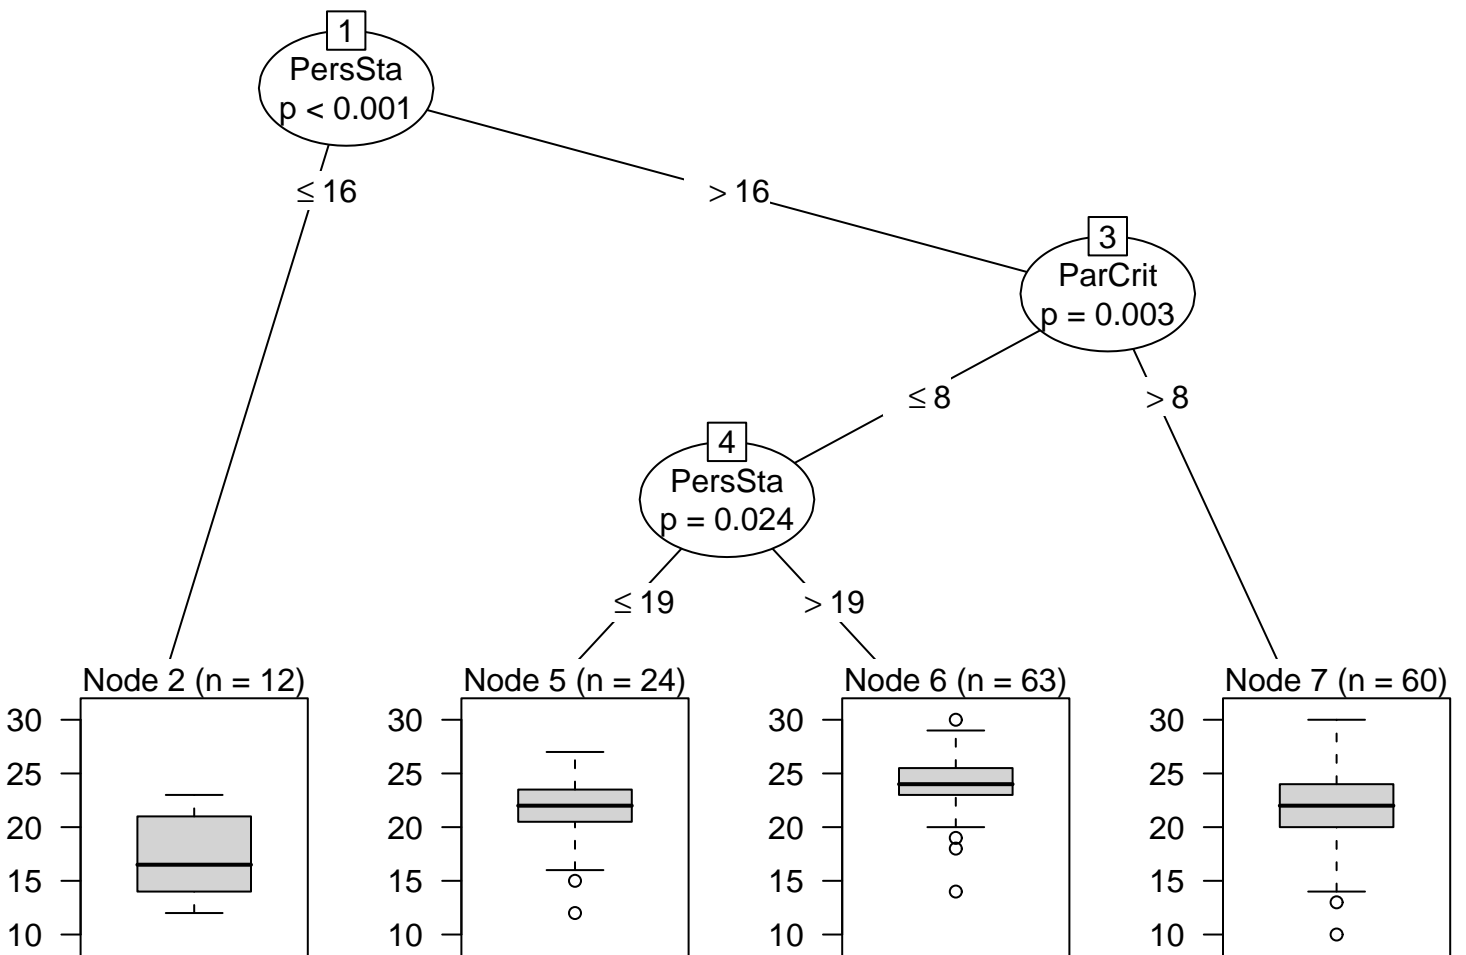 1
PersSta
p < 0.001
≤ 16
> 16
3
ParCrit
p = 0.003
≤ 8
> 8
4
PersSta
p = 0.024
≤ 19
> 19
Node 2 (n = 12)
30
25
20
15
10
Node 5 (n = 24)
30
25
20
15
10
Node 6 (n = 63)
30
25
20
15
10
Node 7 (n = 60)
30
25
20
15
10